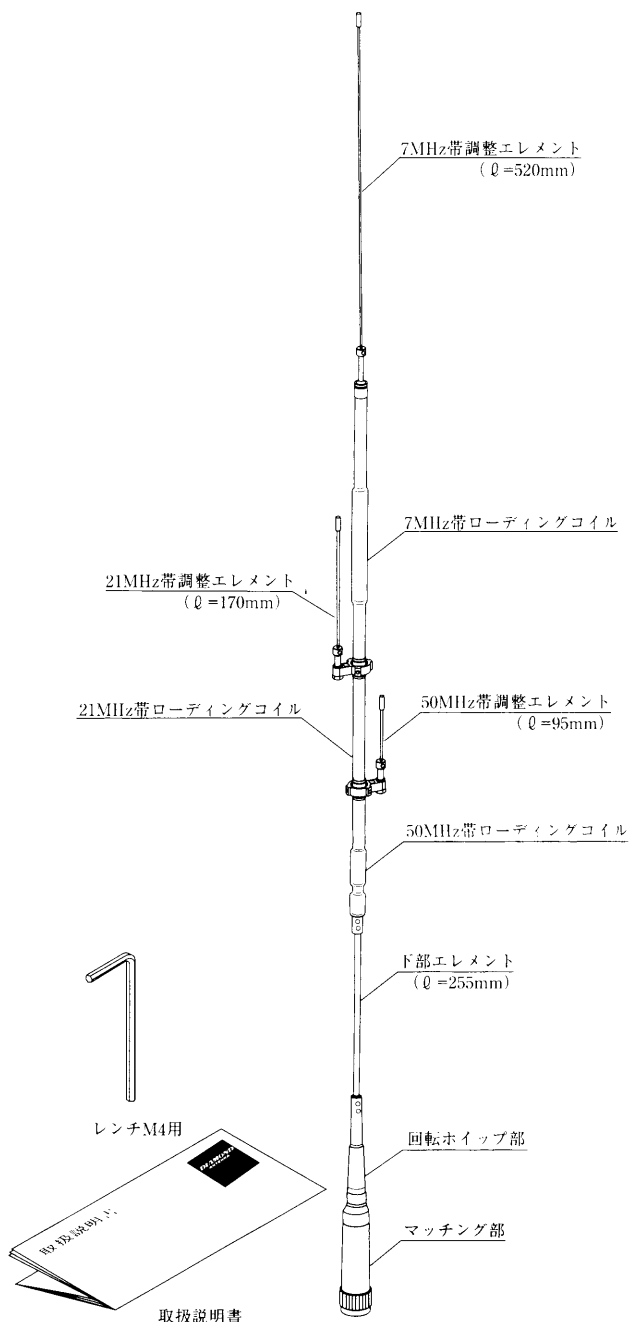 7MHz帯調整エレメント
(ℓ=520mm)
7MHz帯ローディングコイル
21MHz帯調整エレメント
(ℓ=170mm)
21MHz帯ローディングコイル
50MHz帯調整エレメント
(ℓ=95mm)
50MHz帯ローディングコイル
下部エレメント
(ℓ=255mm)
レンチM4用
回転ホイップ部
DIAMOND
ANTENNA
取扱説明書
マッチング部
取扱説明書